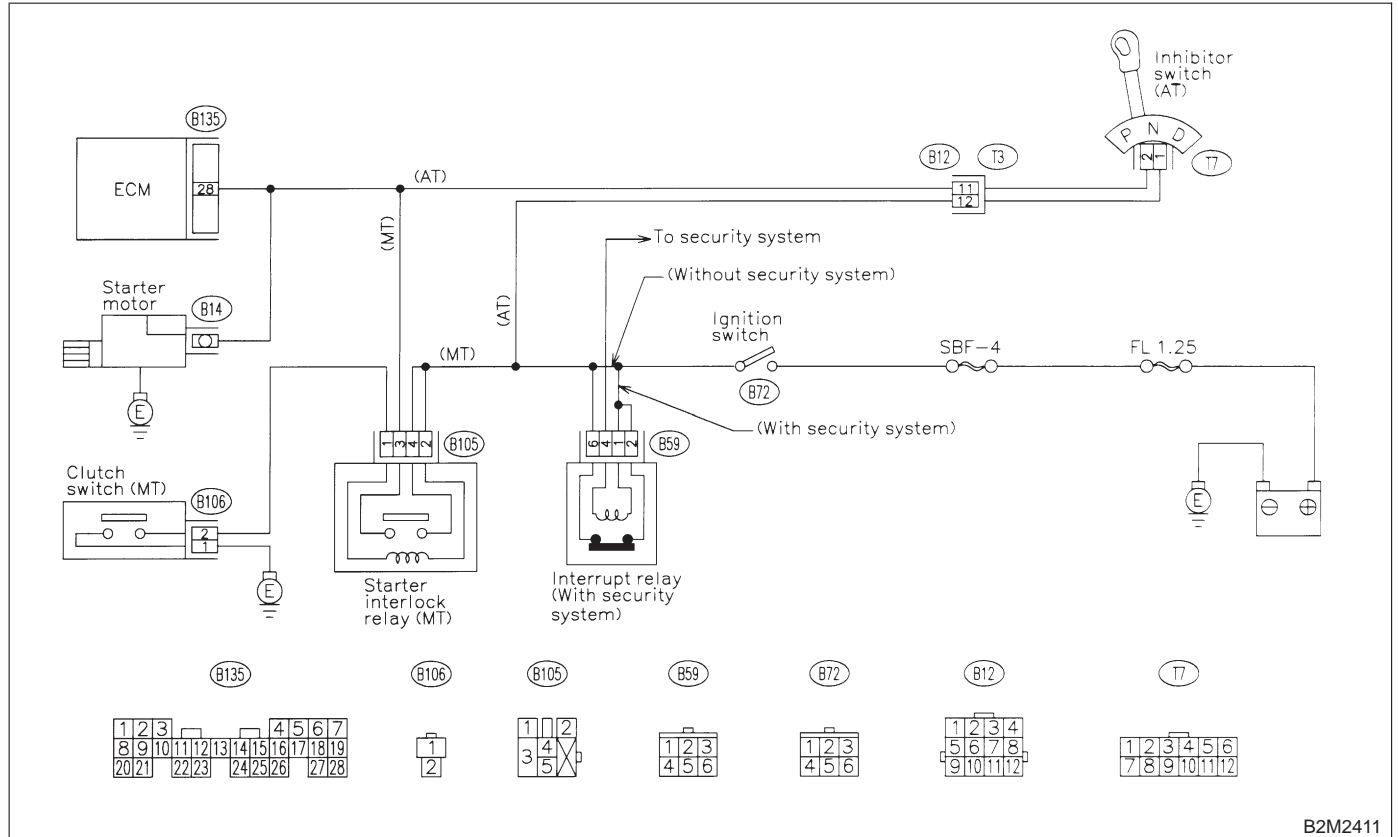 Inhibitor
switch
(AT)
P N D
2 1
T7
B135
ECM
28
(AT)
B12 T3
11
12
(MT)
To security system
(Without security system)
Starter
motor
B14
(AT)
Ignition
switch
SBF-4
FL 1.25
(MT)
B72
E
(With security system)
1 3 4 2
B105
6 4 1 2
B59
Clutch
switch (MT)
B106
2
1
E
E
⊖ ⊕
Starter
interlock
relay (MT)
Interrupt relay
(With security
system)
B135 B106 B105 B59 B72 B12 T7
1 2 3 4 5 6 7
8 9 10 11 12 13 14 15 16 17 18 19
20 21 22 23 24 25 26 27 28
1
2
1 2
3 4
5
1 2 3
4 5 6
1 2 3
4 5 6
1 2 3 4
5 6 7 8
9 10 11 12
1 2 3 4 5 6
7 8 9 10 11 12
B2M2411